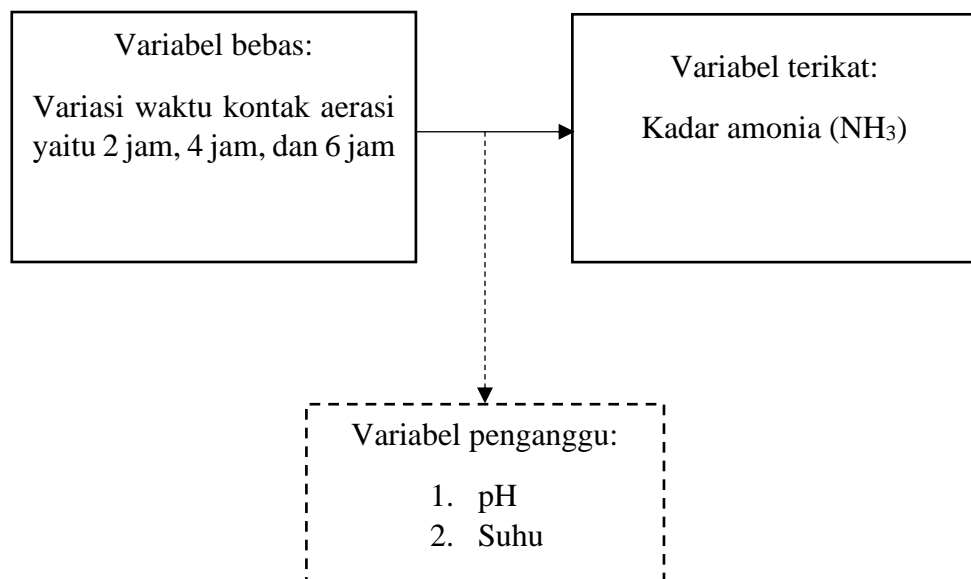 Variabel bebas:
Variasi waktu kontak aerasi
yaitu 2 jam, 4 jam, dan 6 jam
Variabel terikat:
Kadar amonia (NH₃)
Variabel penganggu:
1. pH
2. Suhu